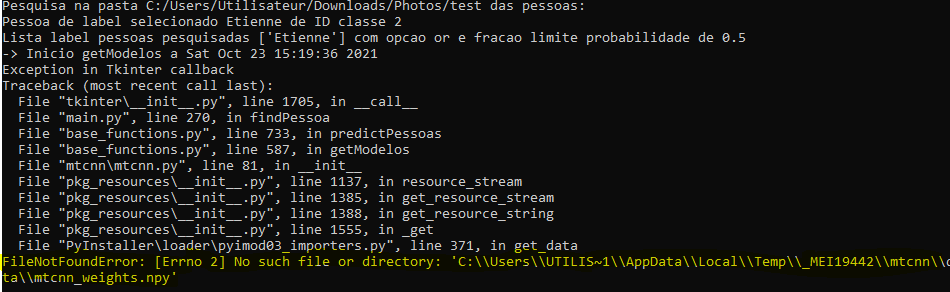 Pesquisa na pasta C:/Users/Utilisateur/Downloads/Photos/test das pessoas:
Pessoa de label selecionado Etienne de ID classe 2
Lista label pessoas pesquisadas ['Etienne'] com opcao or e fracao limite probabilidade de 0.5
-> Inicio getModelos a Sat Oct 23 15:19:36 2021
Exception in Tkinter callback
Traceback (most recent call last):
  File "tkinter\__init__.py", line 1705, in __call__
  File "main.py", line 270, in findPessoa
  File "base_functions.py", line 733, in predictPessoas
  File "base_functions.py", line 587, in getModelos
  File "mtcnn\mtcnn.py", line 81, in __init__
  File "pkg_resources\__init__.py", line 1137, in resource_stream
  File "pkg_resources\__init__.py", line 1385, in get_resource_stream
  File "pkg_resources\__init__.py", line 1388, in get_resource_string
  File "pkg_resources\__init__.py", line 1555, in _get
  File "PyInstaller\loader\pyimod03_importers.py", line 371, in get_data
FileNotFoundError: [Errno 2] No such file or directory: 'C:\\Users\\UTILIS~1\\AppData\\Local\\Temp\\_MEI19442\\mtcnn\\
ta\\mtcnn_weights.npy'